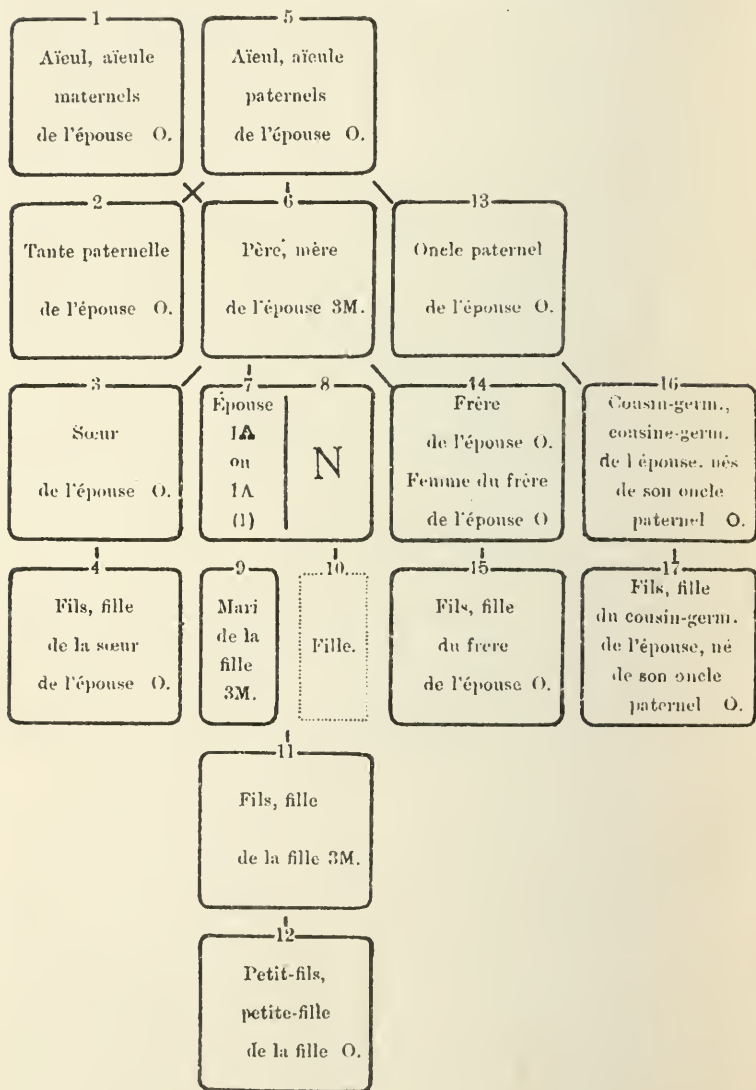 1
Aïeul, aïeule
maternels
de l'épouse O.
5
Aïeul, aïeule
paternels
de l'épouse O.
2
Tante paternelle
de l'épouse O.
6
Père, mère
de l'épouse 3M.
13
Oncle paternel
de l'épouse O.
3
Sœur
de l'épouse O.
7
Épouse
1A
ou
1A
(1)
8
N
14
Frère
de l'épouse O.
Femme du frère
de l'épouse O
16
Cousin-germ.,
cousine-germ.
de l'épouse. nés
de son oncle
paternel O.
4
Fils, fille
de la sœur
de l'épouse O.
9
Mari
de la
fille
3M.
10.
Fille.
15
Fils, fille
du frere
de l'épouse O.
17
Fils, fille
du cousin-germ.
de l'épouse, né
de son oncle
paternel O.
11
Fils, fille
de la fille 3M.
12
Petit-fils,
petite-fille
de la fille O.